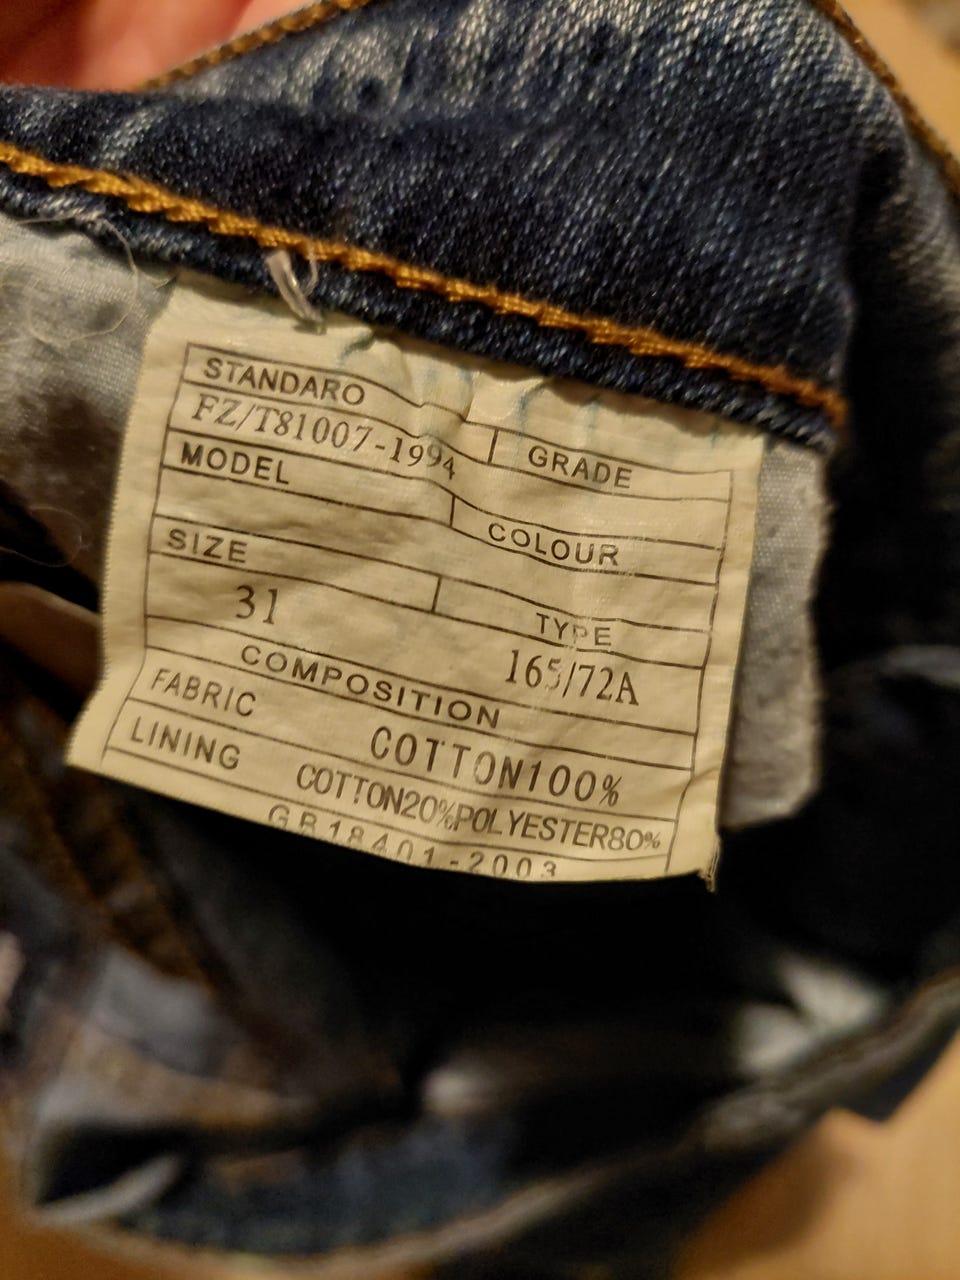 STANDARO
FZ/T81007-1994
GRADE
MODEL
COLOUR
SIZE
31
TYPE
165/72A
COMPOSITION
FABRIC
COTTON100%
LINING
COTTON20%POLYESTER80%
GB18401-2003